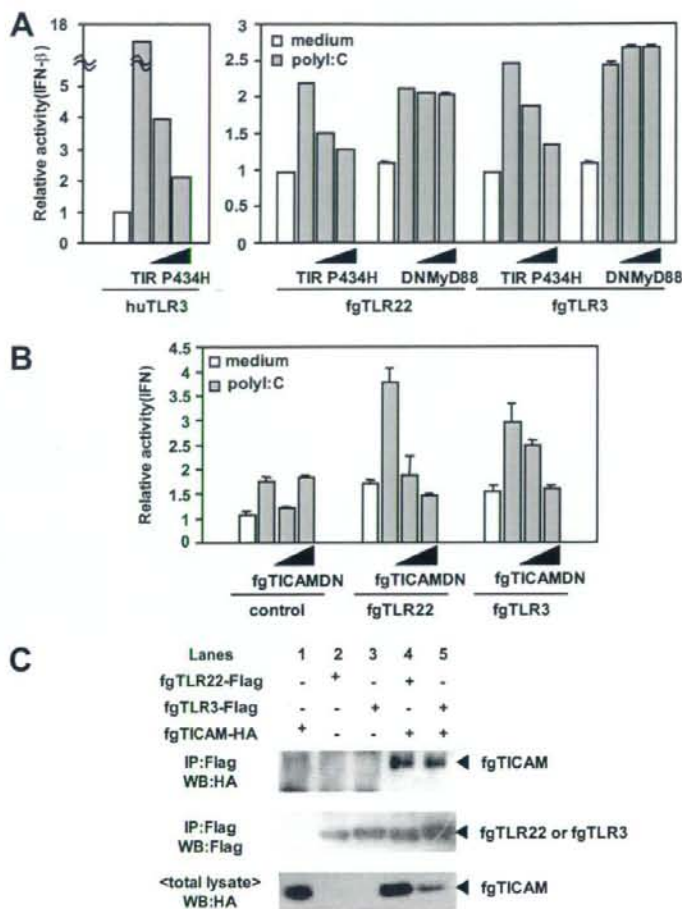 A
Relative activity(IFN-β)
18
5
4
3
2
1
0
TIR P434H
huTLR3
3
2.5
2
1.5
1
0.5
0
medium
polyI:C
TIR P434H
DNMyD88
TIR P434H
DNMyD88
fgTLR22
fgTLR3
B
Relative activity(IFN)
4.5
4
3.5
3
2.5
2
1.5
1
0
medium
polyI:C
fgTICAMDN
fgTICAMDN
fgTICAMDN
control
fgTLR22
fgTLR3
C
Lanes 1 2 3 4 5
fgTLR22-Flag - + - + -
fgTLR3-Flag - - + - +
fgTICAM-HA + - - + +
IP:Flag
WB:HA
fgTICAM
IP:Flag
WB:Flag
fgTLR22 or fgTLR3
<total lysate>
WB:HA
fgTICAM